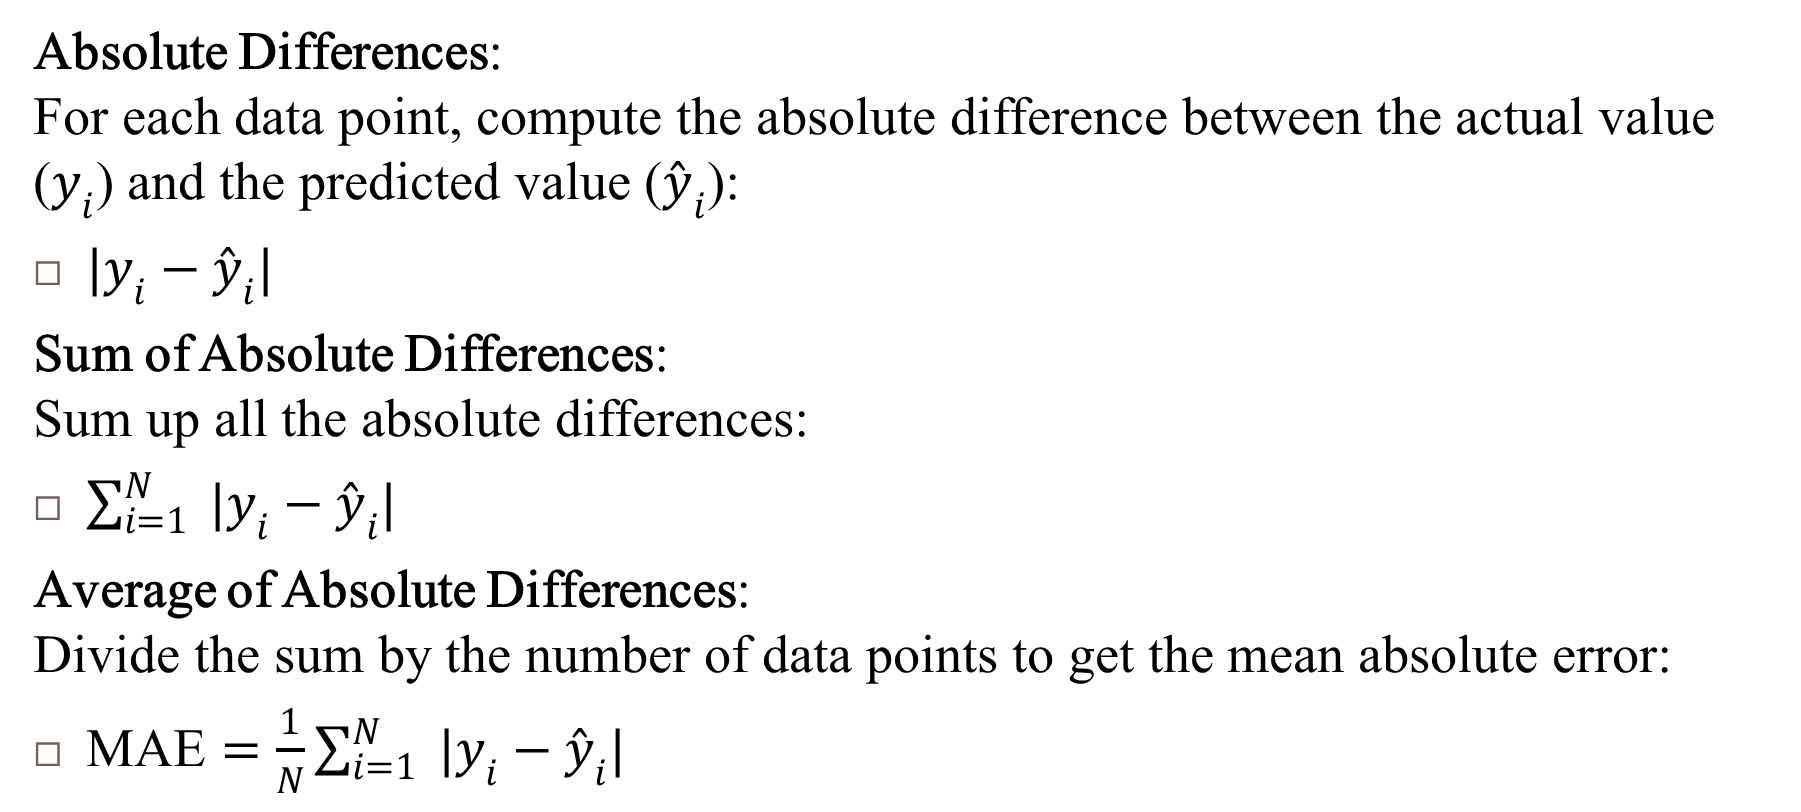 Absolute Differences:
For each data point, compute the absolute difference between the actual value
(yᵢ) and the predicted value (ŷᵢ):
□ |yᵢ − ŷᵢ|
Sum of Absolute Differences:
Sum up all the absolute differences:
□ ∑ᵢ₌₁ᴺ |yᵢ − ŷᵢ|
Average of Absolute Differences:
Divide the sum by the number of data points to get the mean absolute error:
□ MAE = 1/N ∑ᵢ₌₁ᴺ |yᵢ − ŷᵢ|